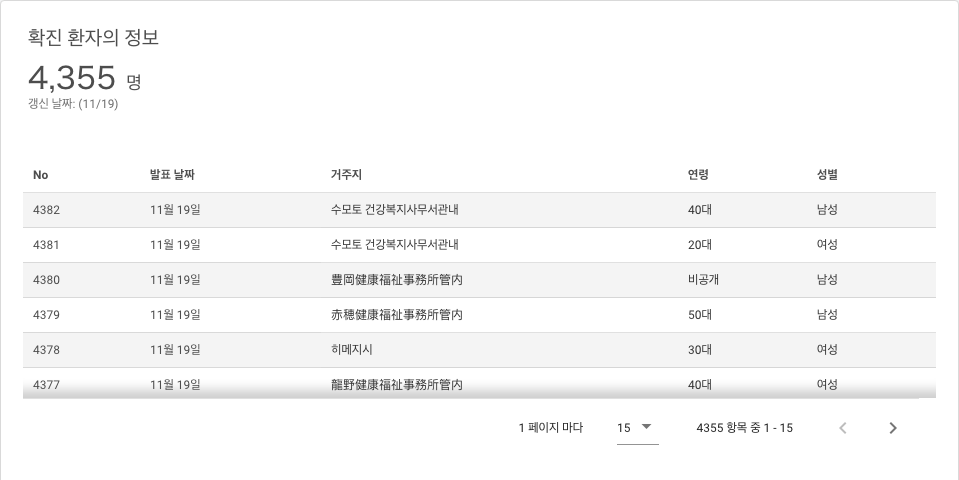 확진 환자의 정보
4,355 명
갱신 날짜: (11/19)
No 발표 날짜 거주지 연령 성별
4382 11월 19일 수모토 건강복지사무서관내 40대 남성
4381 11월 19일 수모토 건강복지사무서관내 20대 여성
4380 11월 19일 豊岡健康福祉事務所管内 비공개 남성
4379 11월 19일 赤穂健康福祉事務所管内 50대 남성
4378 11월 19일 히메지시 30대 여성
4377 11월 19일 龍野健康福祉事務所管内 40대 여성
1 페이지 마다 15 4355 항목 중 1 - 15